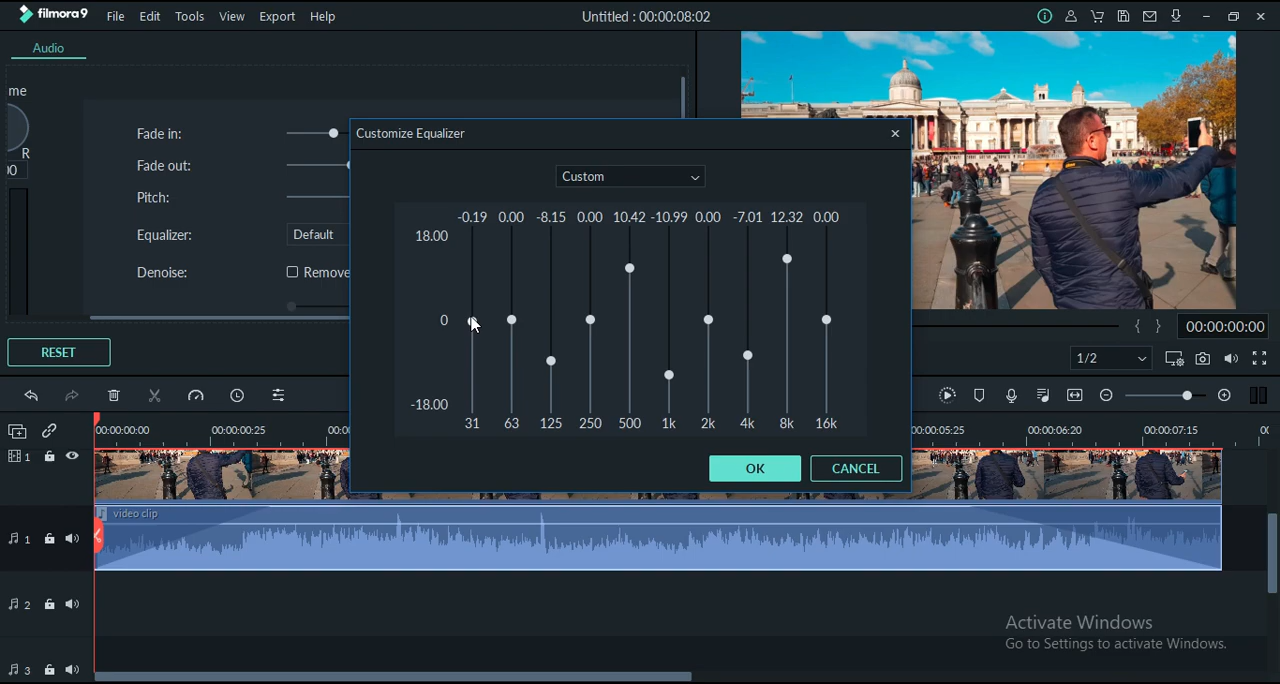 filmora9 File Edit Tools View Export Help Untitled : 00:00:08:02
Audio
me
R
Fade in:
Fade out:
Pitch:
Equalizer: Default
Denoise: Remove
RESET
Customize Equalizer
Custom
-0.19 0.00 -8.15 0.00 10.42 -10.99 0.00 -7.01 12.32 0.00
18.00
0
-18.00
31 63 125 250 500 1k 2k 4k 8k 16k
OK CANCEL
{ } 00:00:00:00
1/2
00:00:00:00 00:00:00:25 00:00 00:00:05:25 00:00:06:20 00:00:07:15
1
video clip
1
2
3
Activate Windows
Go to Settings to activate Windows.